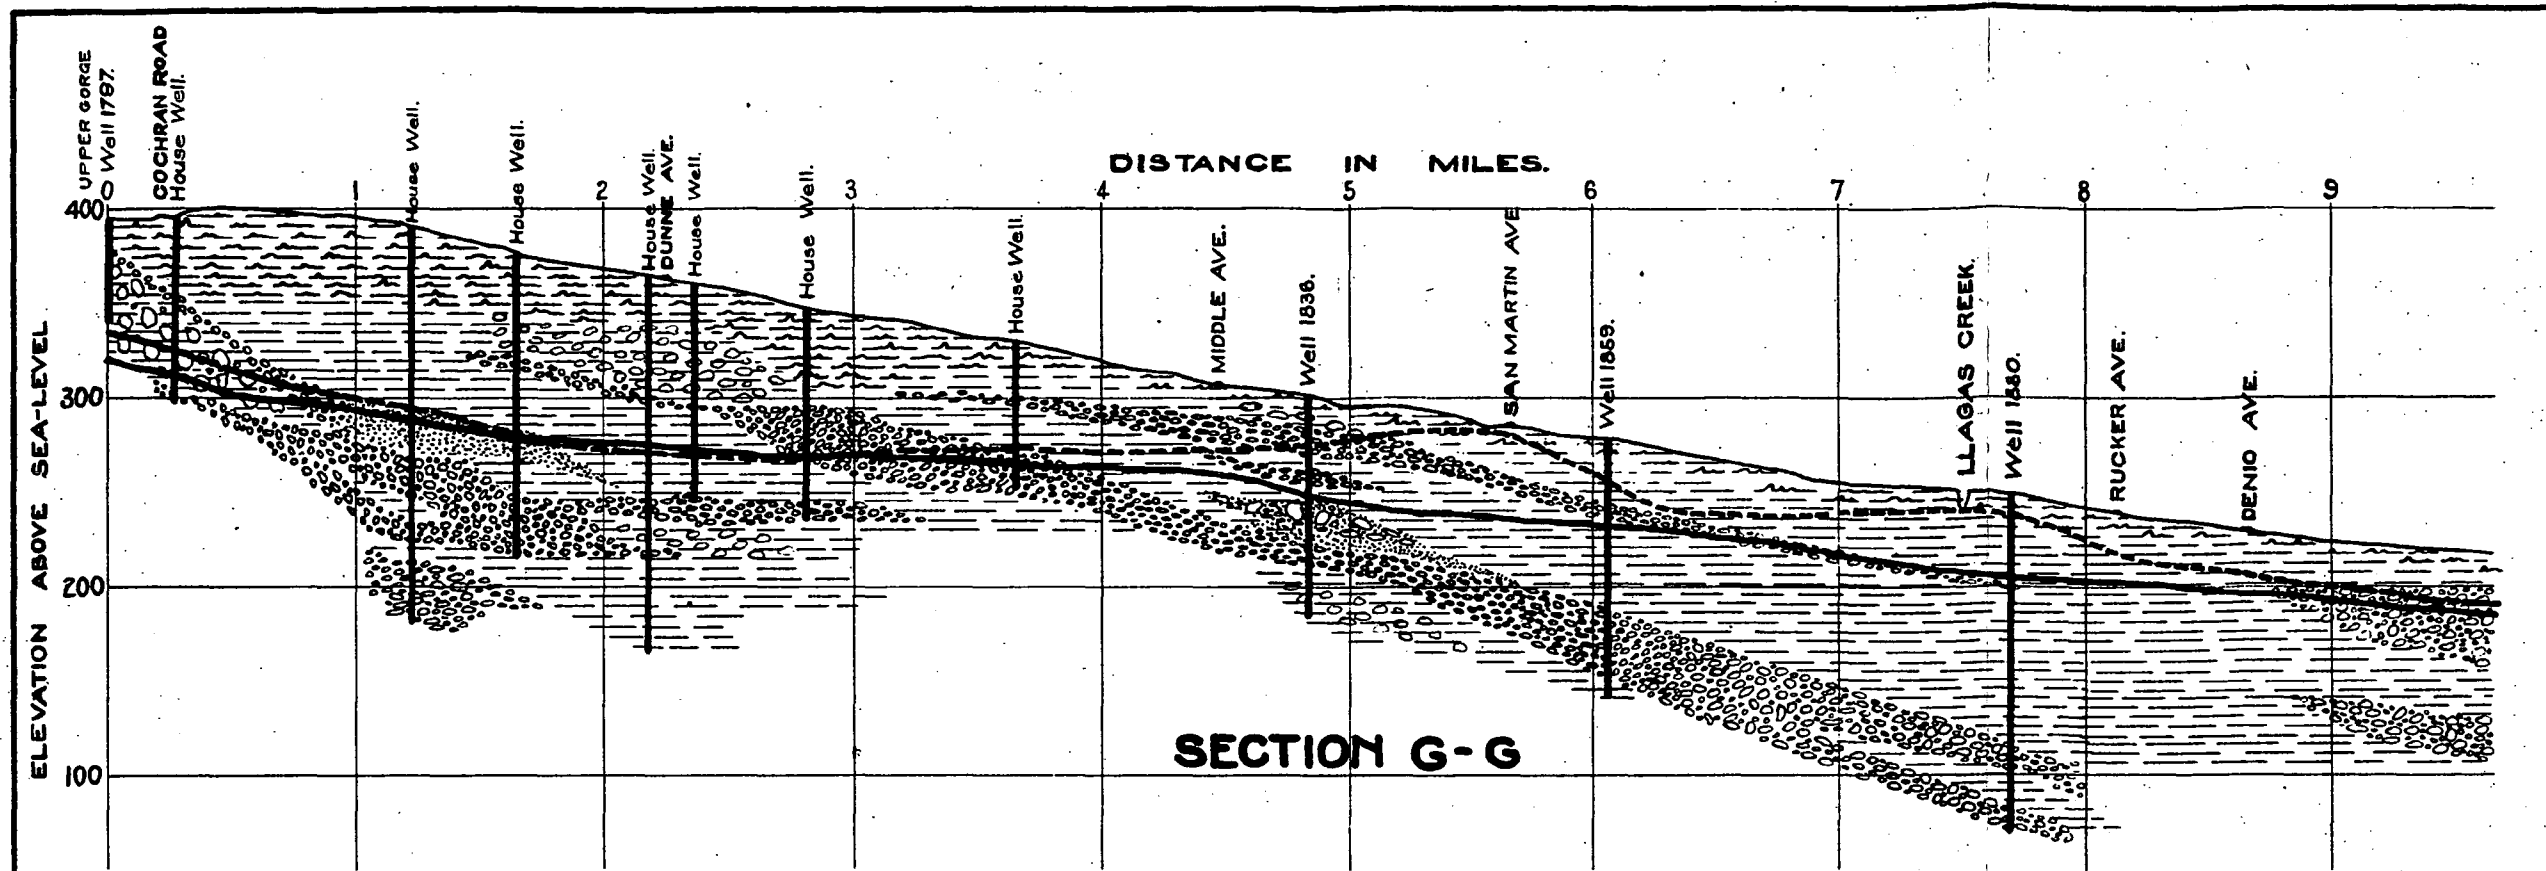 UPPER GORGE
O Well 1797.
COCHRAN ROAD
House Well.
House Well.
House Well.
House Well.
DUNNE AVE.
House Well.
House Well.
House Well.
DISTANCE IN MILES.
MIDDLE AVE.
Well 1836.
SAN MARTIN AVE
Well 1859.
LLAGAS CREEK.
Well 1880.
RUCKER AVE.
DENIO AVE.
1 2 3 4 5 6 7 8 9
400
300
200
100
ELEVATION ABOVE SEA-LEVEL
SECTION G-G